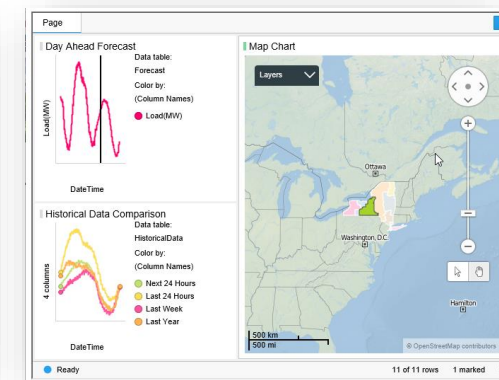 Page
Day Ahead Forecast
Data table:
Forecast
Color by:
(Column Names)
Load(MW)
Load(MW)
DateTime
Historical Data Comparison
Data table:
HistoricalData
Color by:
(Column Names)
Next 24 Hours
Last 24 Hours
Last Week
Last Year
4 columns
DateTime
Map Chart
Layers
Ottawa
Washington, D.C.
Hamilton
500 km
500 mi
© OpenStreetMap contributors
Ready
11 of 11 rows
1 marked